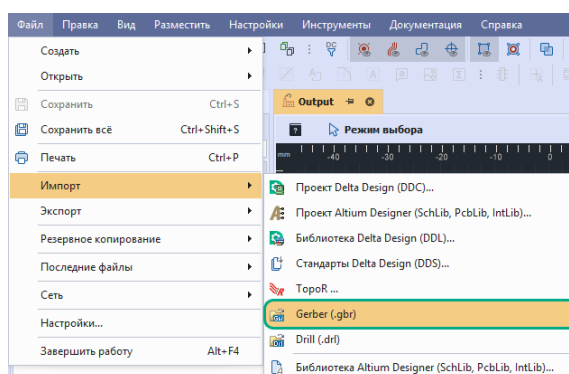 Файл Правка Вид Разместить Настройки Инструменты Документация Справка
Создать
Открыть
Сохранить Ctrl+S
Output
Сохранить всё Ctrl+Shift+S
Режим выбора
Печать Ctrl+P
mm -40 -30 -20 -10 0
Импорт
Проект Delta Design (DDC)...
Экспорт
Проект Altium Designer (SchLib, PcbLib, IntLib)...
Резервное копирование
Библиотека Delta Design (DDL)...
Последние файлы
Стандарты Delta Design (DDS)...
Сеть
TopoR ...
Настройки...
Gerber (.gbr)
Завершить работу Alt+F4
Drill (.drl)
Библиотека Altium Designer (SchLib, PcbLib, IntLib)...